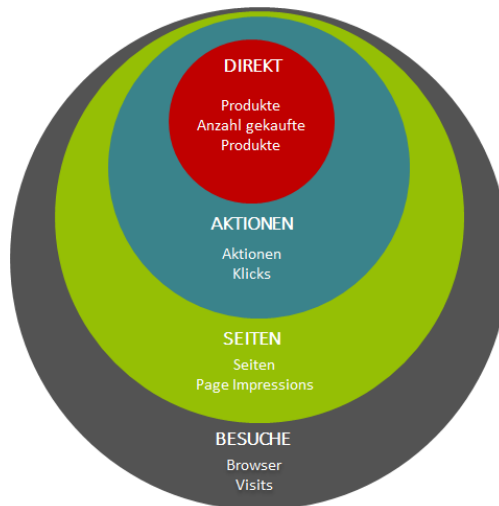 DIREKT
Produkte
Anzahl gekaufte
Produkte
AKTIONEN
Aktionen
Klicks
SEITEN
Seiten
Page Impressions
BESUCHE
Browser
Visits